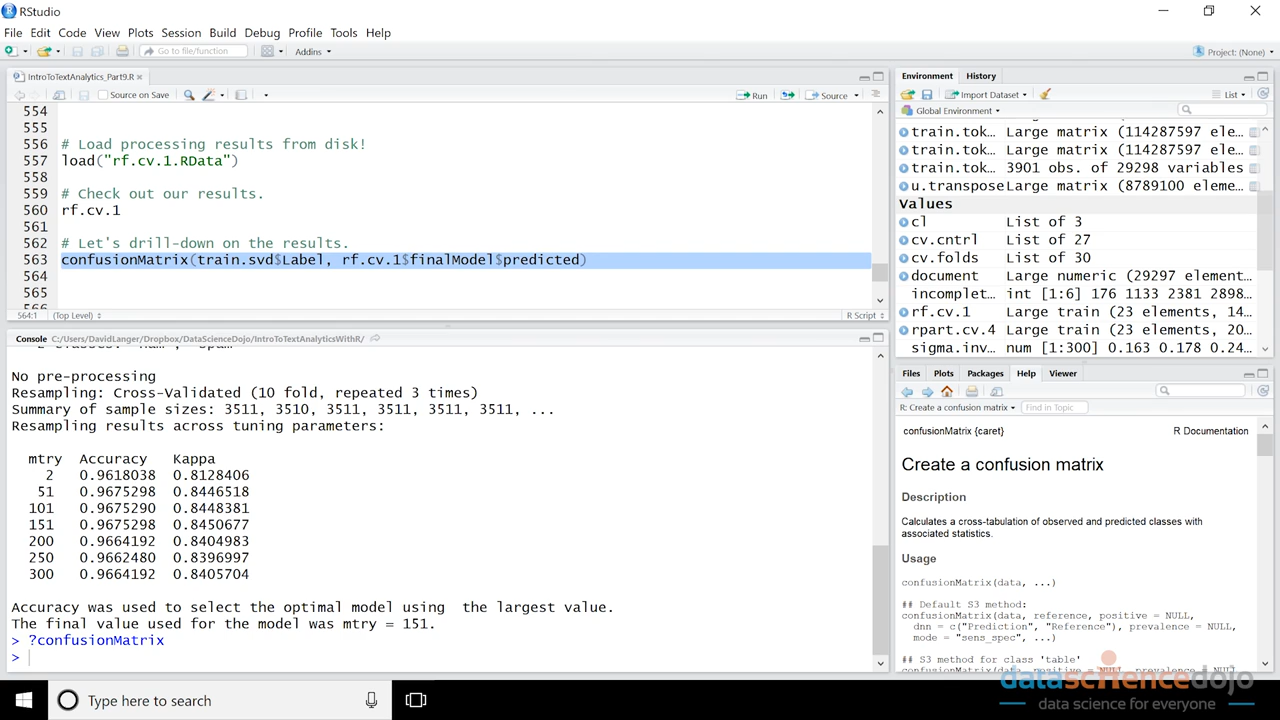 RStudio
File Edit Code View Plots Session Build Debug Profile Tools Help
Go to file/function Addins Project: (None)
IntroToTextAnalytics_Part9.R
Source on Save Run Source
554
555
556 # Load processing results from disk!
557 load("rf.cv.1.RData")
558
559 # Check out our results.
560 rf.cv.1
561
562 # Let's drill-down on the results.
563 confusionMatrix(train.svd$Label, rf.cv.1$finalModel$predicted)
564
565
566
564:1 (Top Level) R Script
Console C:/Users/DavidLanger/Dropbox/DataScienceDojo/IntroToTextAnalyticsWithR/
No pre-processing
Resampling: Cross-Validated (10 fold, repeated 3 times)
Summary of sample sizes: 3511, 3510, 3511, 3511, 3511, 3511, ...
Resampling results across tuning parameters:
mtry Accuracy Kappa
2 0.9618038 0.8128406
51 0.9675298 0.8446518
101 0.9675290 0.8448381
151 0.9675298 0.8450677
200 0.9664192 0.8404983
250 0.9662480 0.8396997
300 0.9664192 0.8405704
Accuracy was used to select the optimal model using the largest value.
The final value used for the model was mtry = 151.
> ?confusionMatrix
>
Environment History
Import Dataset List
Global Environment
train.tok… Large matrix (114287597 ele…
train.tok… Large matrix (114287597 ele…
train.tok… 3901 obs. of 29298 variables
u.transpose Large matrix (8789100 eleme…
Values
cl List of 3
cv.cntrl List of 27
cv.folds List of 30
document Large numeric (29297 element…
incomplet… int [1:6] 176 1133 2381 2898…
rf.cv.1 Large train (23 elements, 14…
rpart.cv.4 Large train (23 elements, 20…
sigma.inv… num [1:300] 0.163 0.178 0.24…
Files Plots Packages Help Viewer
R: Create a confusion matrix Find in Topic
confusionMatrix {caret} R Documentation
Create a confusion matrix
Description
Calculates a cross-tabulation of observed and predicted classes with
associated statistics.
Usage
confusionMatrix(data, ...)
## Default S3 method:
confusionMatrix(data, reference, positive = NULL,
dnn = c("Prediction", "Reference"), prevalence = NULL,
mode = "sens_spec", ...)
## S3 method for class 'table'
confusionMatrix(data, positive = NULL, prevalence = NULL,
datasciencedojo
data science for everyone
Type here to search